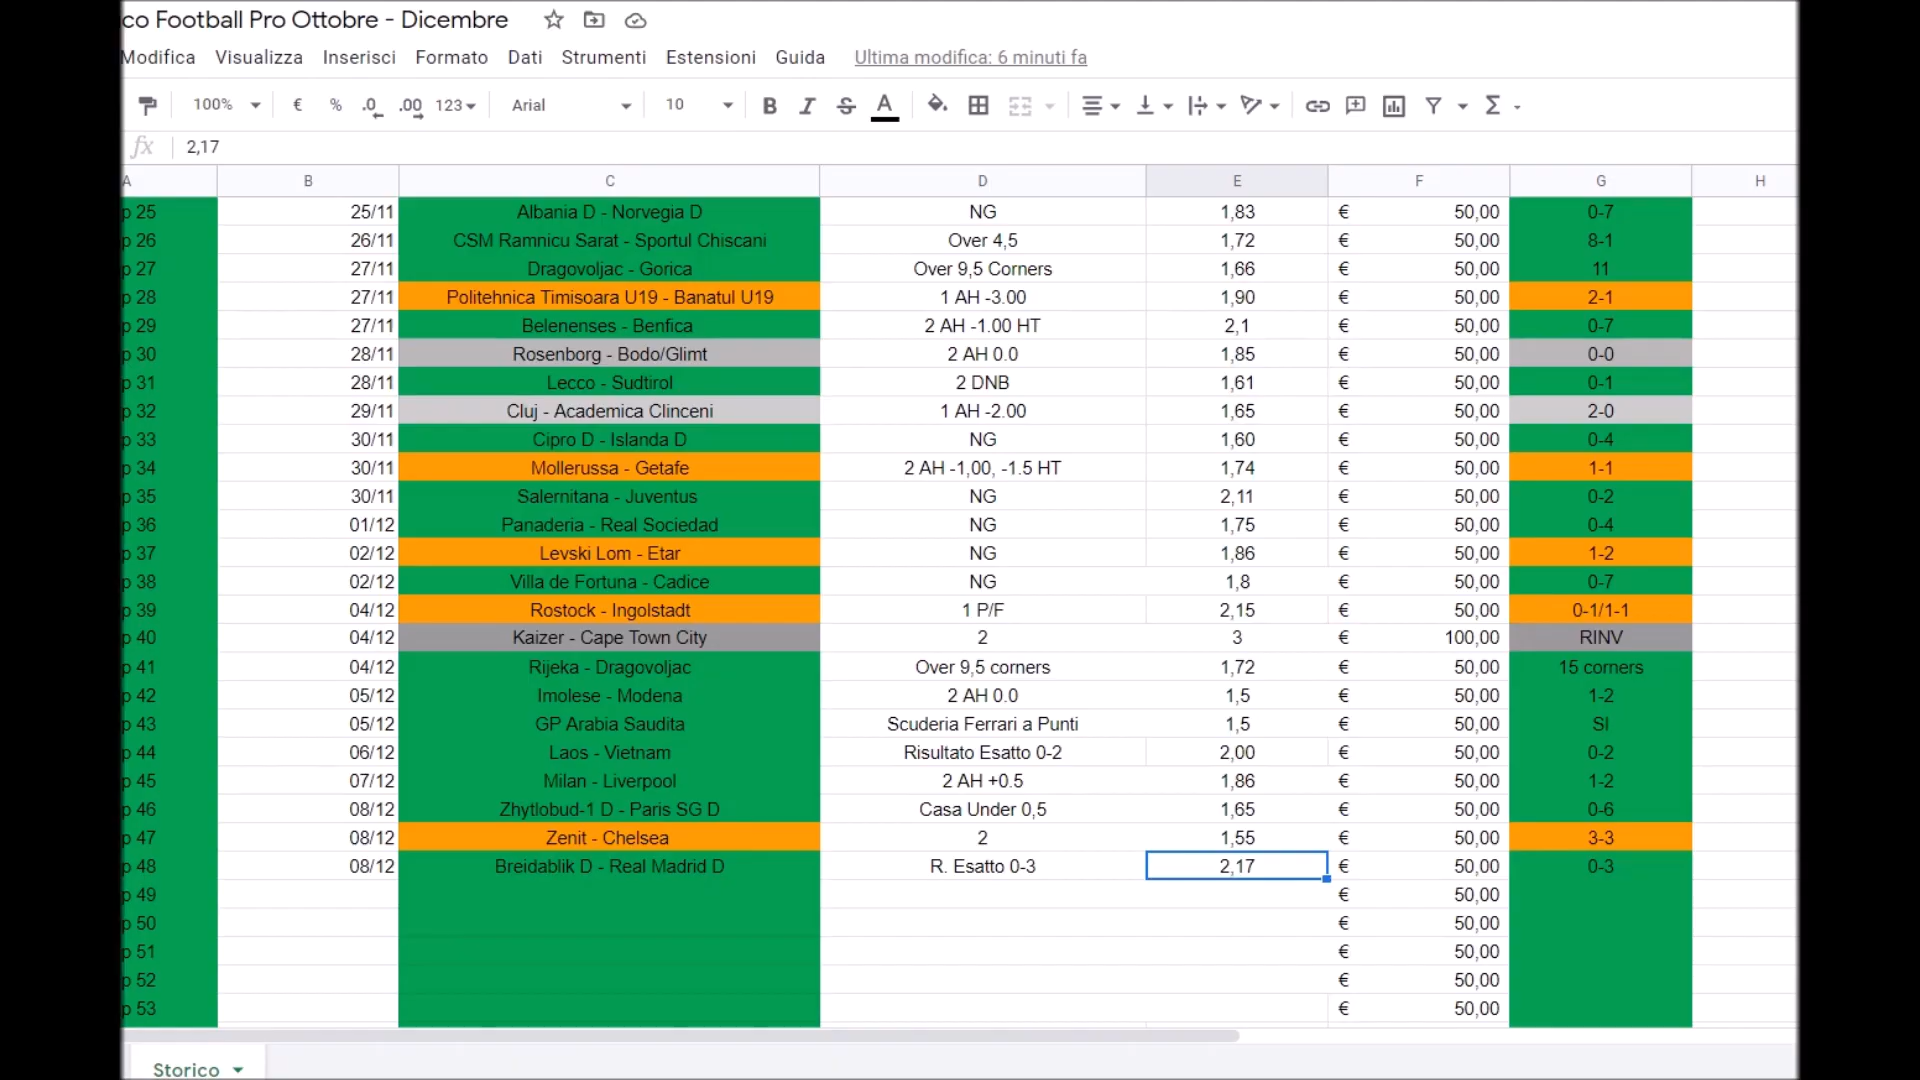 co Football Pro Ottobre - Dicembre
Modifica Visualizza Inserisci Formato Dati Strumenti Estensioni Guida Ultima modifica: 6 minuti fa
100% € % .0 .00 123 Arial 10 B I S A Σ
fx 2,17
A B C D E F G H
p 25 25/11 Albania D - Norvegia D NG 1,83 € 50,00 0-7
p 26 26/11 CSM Ramnicu Sarat - Sportul Chiscani Over 4,5 1,72 € 50,00 8-1
p 27 27/11 Dragovoljac - Gorica Over 9,5 Corners 1,66 € 50,00 11
p 28 27/11 Politehnica Timisoara U19 - Banatul U19 1 AH -3.00 1,90 € 50,00 2-1
p 29 27/11 Belenenses - Benfica 2 AH -1.00 HT 2,1 € 50,00 0-7
p 30 28/11 Rosenborg - Bodo/Glimt 2 AH 0.0 1,85 € 50,00 0-0
p 31 28/11 Lecco - Sudtirol 2 DNB 1,61 € 50,00 0-1
p 32 29/11 Cluj - Academica Clinceni 1 AH -2.00 1,65 € 50,00 2-0
p 33 30/11 Cipro D - Islanda D NG 1,60 € 50,00 0-4
p 34 30/11 Mollerussa - Getafe 2 AH -1,00, -1.5 HT 1,74 € 50,00 1-1
p 35 30/11 Salernitana - Juventus NG 2,11 € 50,00 0-2
p 36 01/12 Panaderia - Real Sociedad NG 1,75 € 50,00 0-4
p 37 02/12 Levski Lom - Etar NG 1,86 € 50,00 1-2
p 38 02/12 Villa de Fortuna - Cadice NG 1,8 € 50,00 0-7
p 39 04/12 Rostock - Ingolstadt 1 P/F 2,15 € 50,00 0-1/1-1
p 40 04/12 Kaizer - Cape Town City 2 3 € 100,00 RINV
p 41 04/12 Rijeka - Dragovoljac Over 9,5 corners 1,72 € 50,00 15 corners
p 42 05/12 Imolese - Modena 2 AH 0.0 1,5 € 50,00 1-2
p 43 05/12 GP Arabia Saudita Scuderia Ferrari a Punti 1,5 € 50,00 SI
p 44 06/12 Laos - Vietnam Risultato Esatto 0-2 2,00 € 50,00 0-2
p 45 07/12 Milan - Liverpool 2 AH +0.5 1,86 € 50,00 1-2
p 46 08/12 Zhytlobud-1 D - Paris SG D Casa Under 0,5 1,65 € 50,00 0-6
p 47 08/12 Zenit - Chelsea 2 1,55 € 50,00 3-3
p 48 08/12 Breidablik D - Real Madrid D R. Esatto 0-3 2,17 € 50,00 0-3
p 49 € 50,00
p 50 € 50,00
p 51 € 50,00
p 52 € 50,00
p 53 € 50,00
Storico